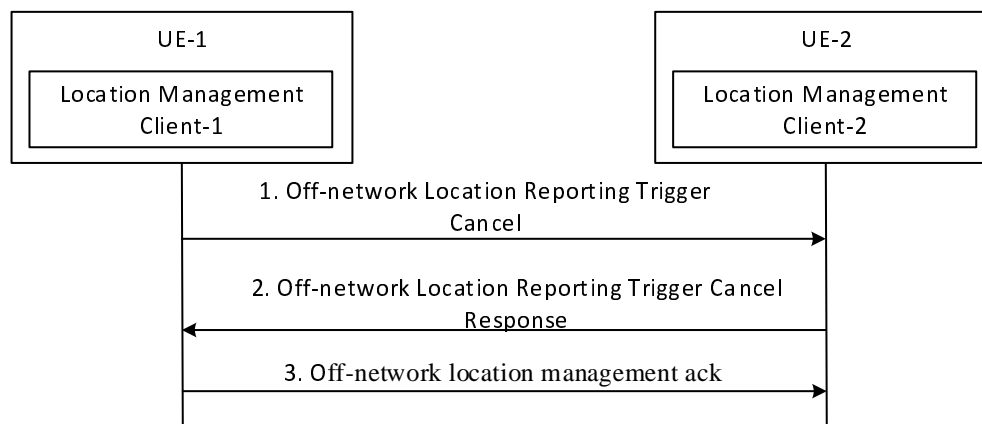 UE-1
UE-2
Location Management
Client-1
Location Management
Client-2
1. Off-network Location Reporting Trigger
Cancel
2. Off-network Location Reporting Trigger Cancel
Response
3. Off-network location management ack